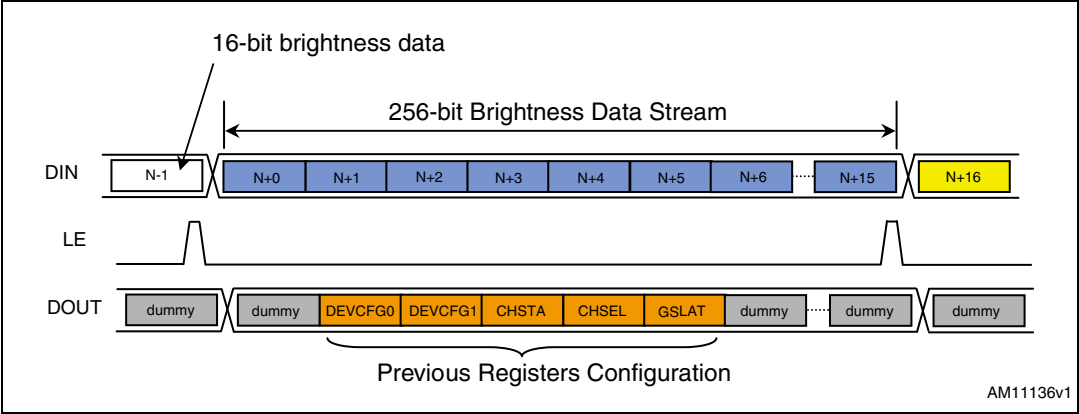 16-bit brightness data
256-bit Brightness Data Stream
DIN N-1 N+0 N+1 N+2 N+3 N+4 N+5 N+6 N+15 N+16
LE
DOUT dummy dummy DEVCFG0 DEVCFG1 CHSTA CHSEL GSLAT dummy dummy dummy
Previous Registers Configuration
AM11136v1